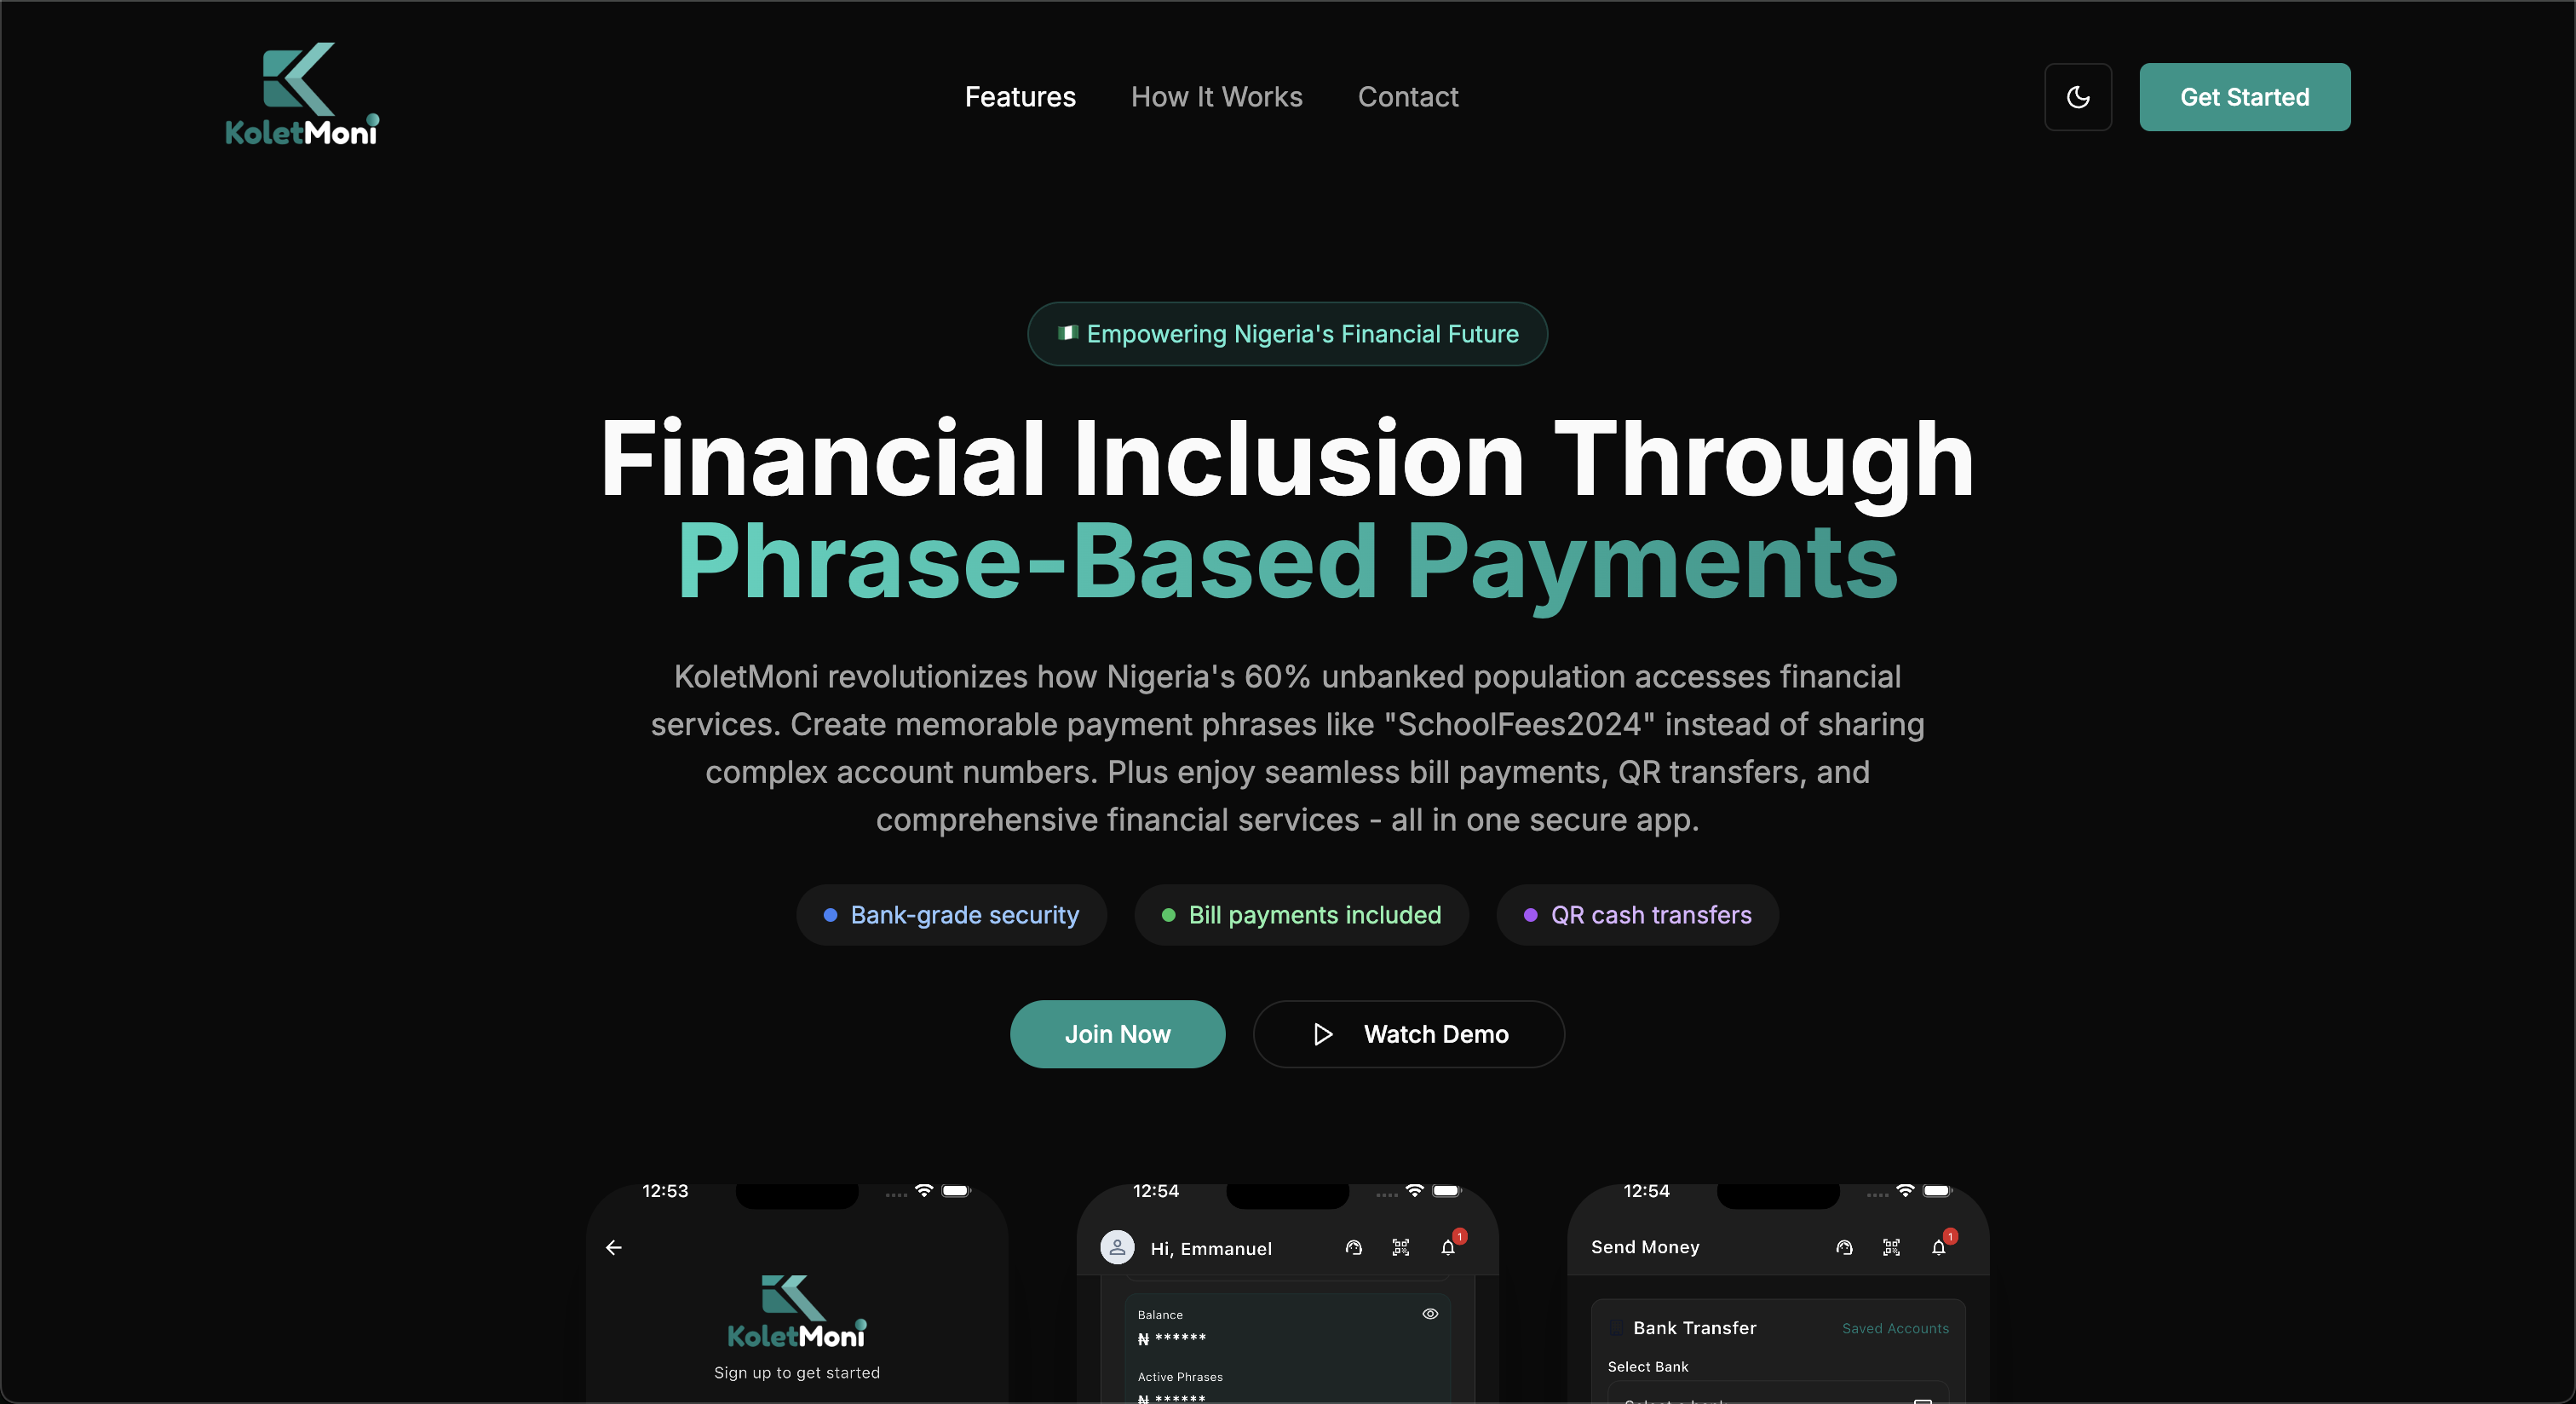 KoletMoni
Features
How It Works
Contact
Get Started
🇳🇬 Empowering Nigeria's Financial Future
Financial Inclusion Through
Phrase-Based Payments
KoletMoni revolutionizes how Nigeria's 60% unbanked population accesses financial
services. Create memorable payment phrases like "SchoolFees2024" instead of sharing
complex account numbers. Plus enjoy seamless bill payments, QR transfers, and
comprehensive financial services - all in one secure app.
Bank-grade security
Bill payments included
QR cash transfers
Join Now
Watch Demo
12:53
KoletMoni
Sign up to get started
12:54
Hi, Emmanuel
1
Balance
₦ ******
Active Phrases
₦ ******
12:54
Send Money
1
Bank Transfer
Saved Accounts
Select Bank